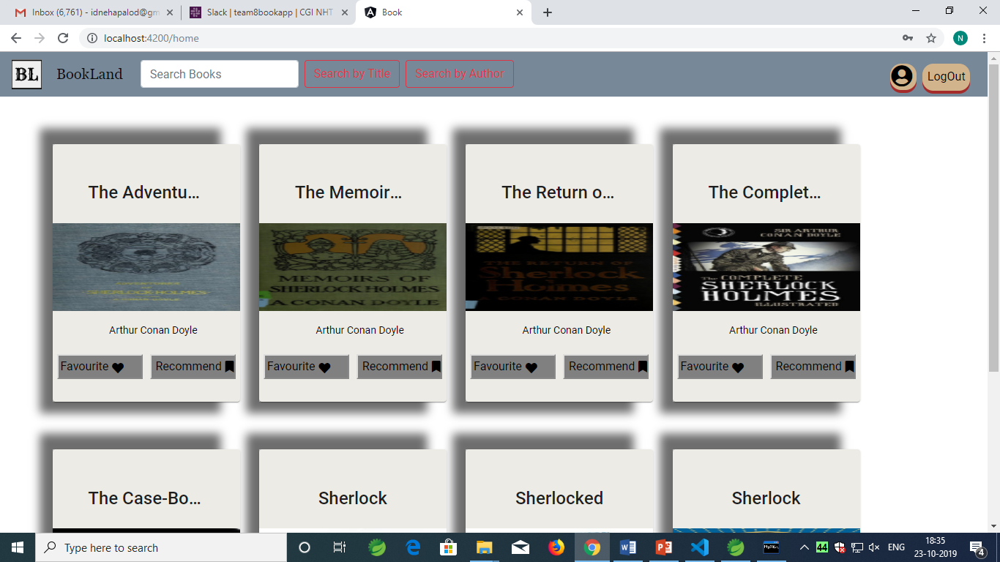 Inbox (6,761) - idnehapalod@gm
Slack | team8bookapp | CGI NHT
Book
localhost:4200/home
N
BL
BookLand
Search Books
Search by Title
Search by Author
LogOut
The Adventu...
The Memoir...
The Return o...
The Complet...
ADVENTURES
OF
SHERLOCK·HOLMES
A CONAN DOYLE
MEMOIRS OF
SHERLOCK HOLMES
A CONAN DOYLE
THE RETURN OF
Sherlock
Holmes
A CONAN DOYLE
SIR ARTHUR
CONAN DOYLE
The COMPLETE
SHERLOCK
HOLMES
ILLUSTRATED
Arthur Conan Doyle
Arthur Conan Doyle
Arthur Conan Doyle
Arthur Conan Doyle
Favourite
Recommend
Favourite
Recommend
Favourite
Recommend
Favourite
Recommend
The Case-Bo...
Sherlock
Sherlocked
Sherlock
Type here to search
44
ENG
18:35
23-10-2019
4